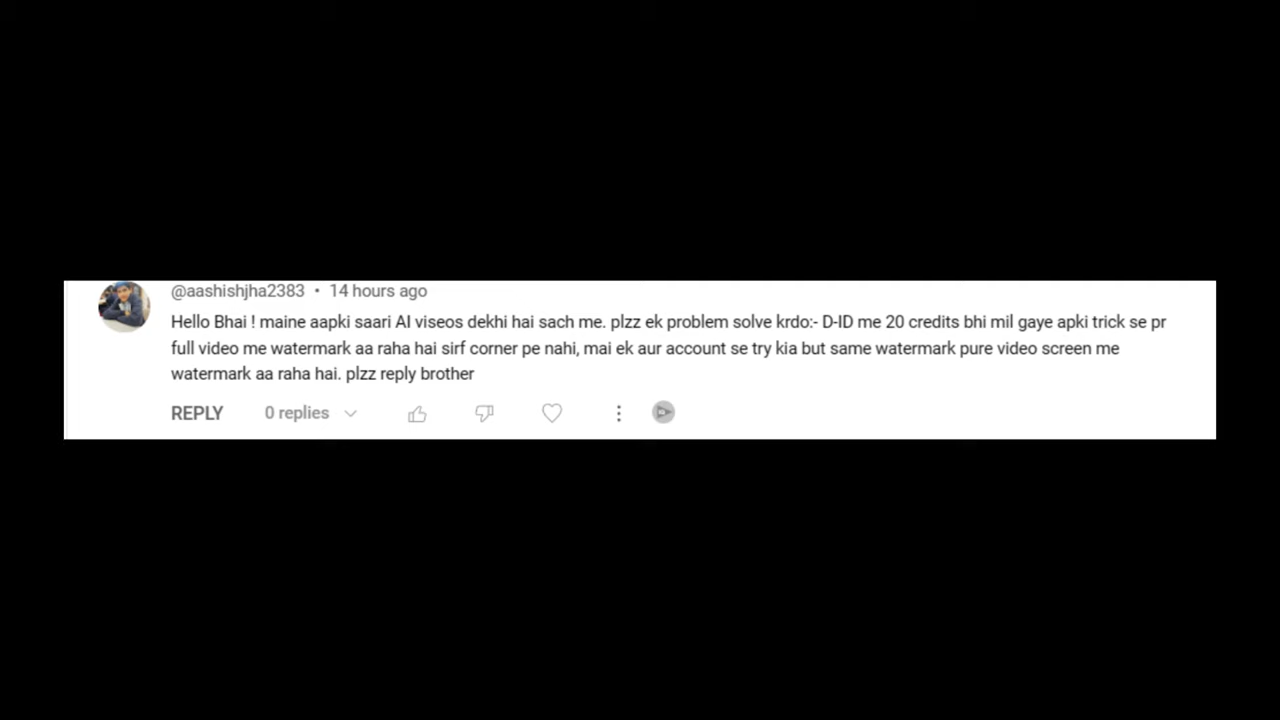 @aashishjha2383 • 14 hours ago
Hello Bhai ! maine aapki saari AI viseos dekhi hai sach me. plzz ek problem solve krdo:- D-ID me 20 credits bhi mil gaye apki trick se pr
full video me watermark aa raha hai sirf corner pe nahi, mai ek aur account se try kia but same watermark pure video screen me
watermark aa raha hai. plzz reply brother
REPLY 0 replies